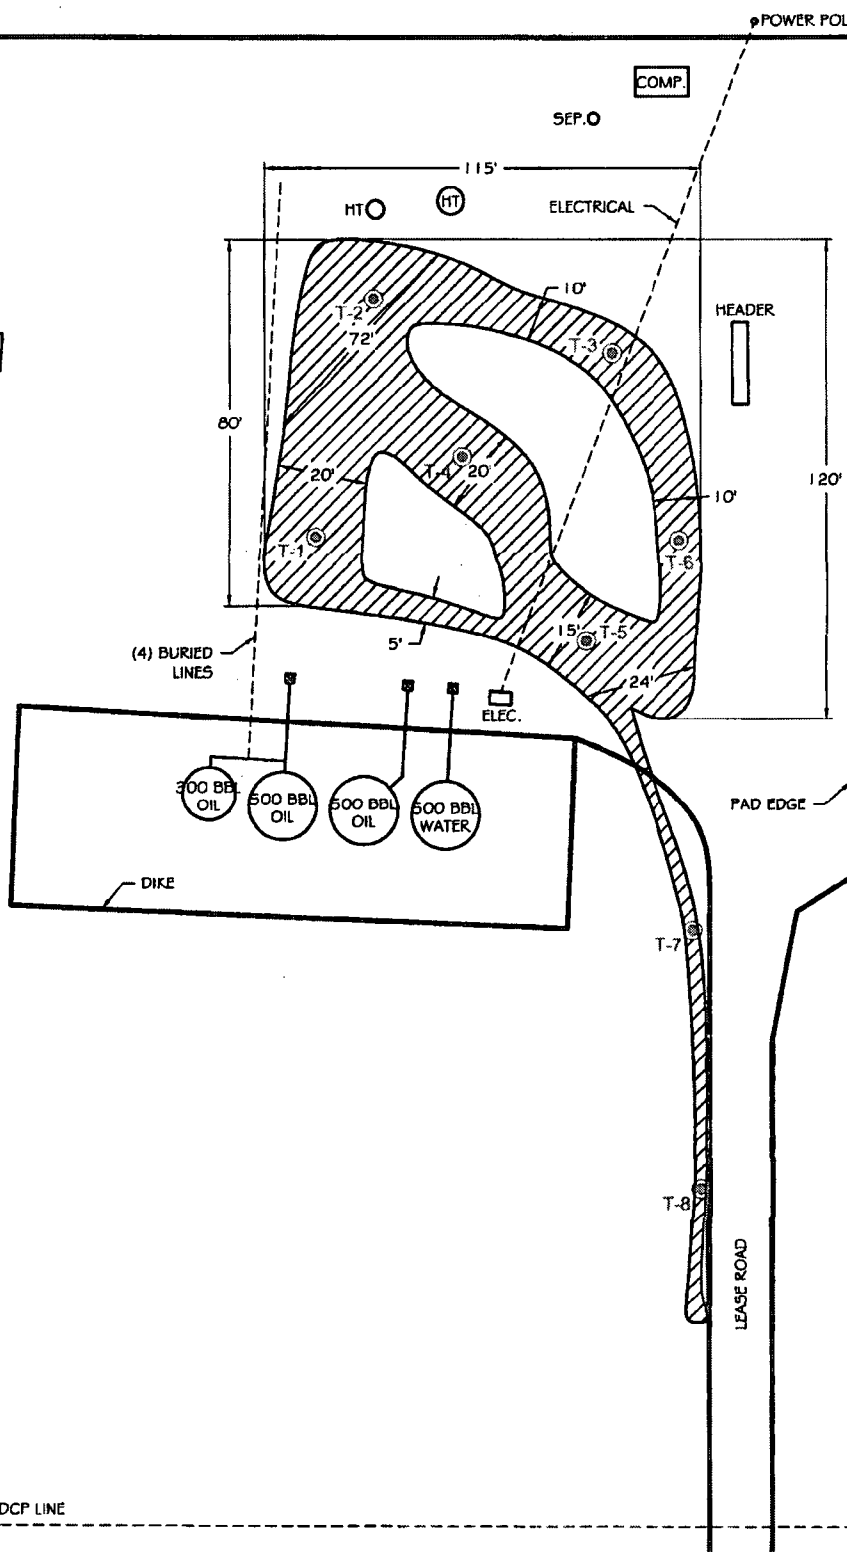 POWER POL
COMP.
SEP.
115'
HT
HT
ELECTRICAL
10'
HEADER
T-2
T-3
72'
80'
T-4
20'
20'
120'
10'
T-1
T-6
15'
T-5
5'
(4) BURIED
LINES
24'
ELEC.
300 BBL
OIL
500 BBL
OIL
500 BBL
OIL
500 BBL
WATER
PAD EDGE
DIKE
T-7
T-8
LEASE ROAD
DCP LINE